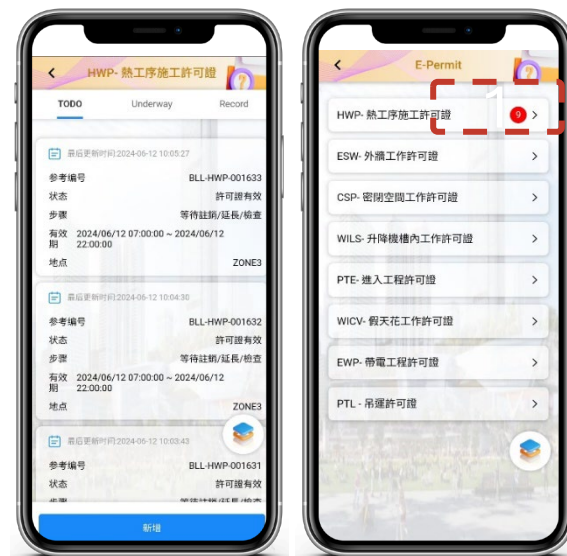 HWP- 熱工序施工許可證
TODO
Underway
Record
最后更新时间:2024-06-12 10:05:27
参考编号
BLL-HWP-001633
状态
許可證有效
步骤
等待註銷/延長/檢查
有效期
2024/06/12 07:00:00 ~ 2024/06/12 22:00:00
地点
ZONE3
最后更新时间:2024-06-12 10:04:30
参考编号
BLL-HWP-001632
状态
許可證有效
步骤
等待註銷/延長/檢查
有效期
2024/06/12 07:00:00 ~ 2024/06/12 22:00:00
地点
ZONE3
最后更新时间:2024-06-12 10:03:43
参考编号
BLL-HWP-001631
状态
許可證有效
步骤
等待註銷/延長/檢查
新增
E-Permit
1
HWP- 熱工序施工許可證
9
ESW- 外牆工作許可證
CSP- 密閉空間工作許可證
WILS- 升降機槽內工作許可證
PTE- 進入工程許可證
WICV- 假天花工作許可證
EWP- 帶電工程許可證
PTL - 吊運許可證